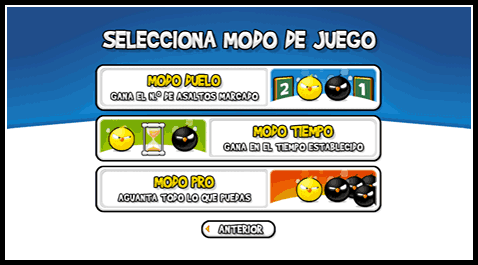 SELECCIONA MODO DE JUEGO
MODO DUELO
GANA EL N.º DE ASALTOS MARCADO
2 1
MODO TIEMPO
GANA EN EL TIEMPO ESTABLECIDO
MODO PRO
AGUANTA TODO LO QUE PUEDAS
ANTERIOR